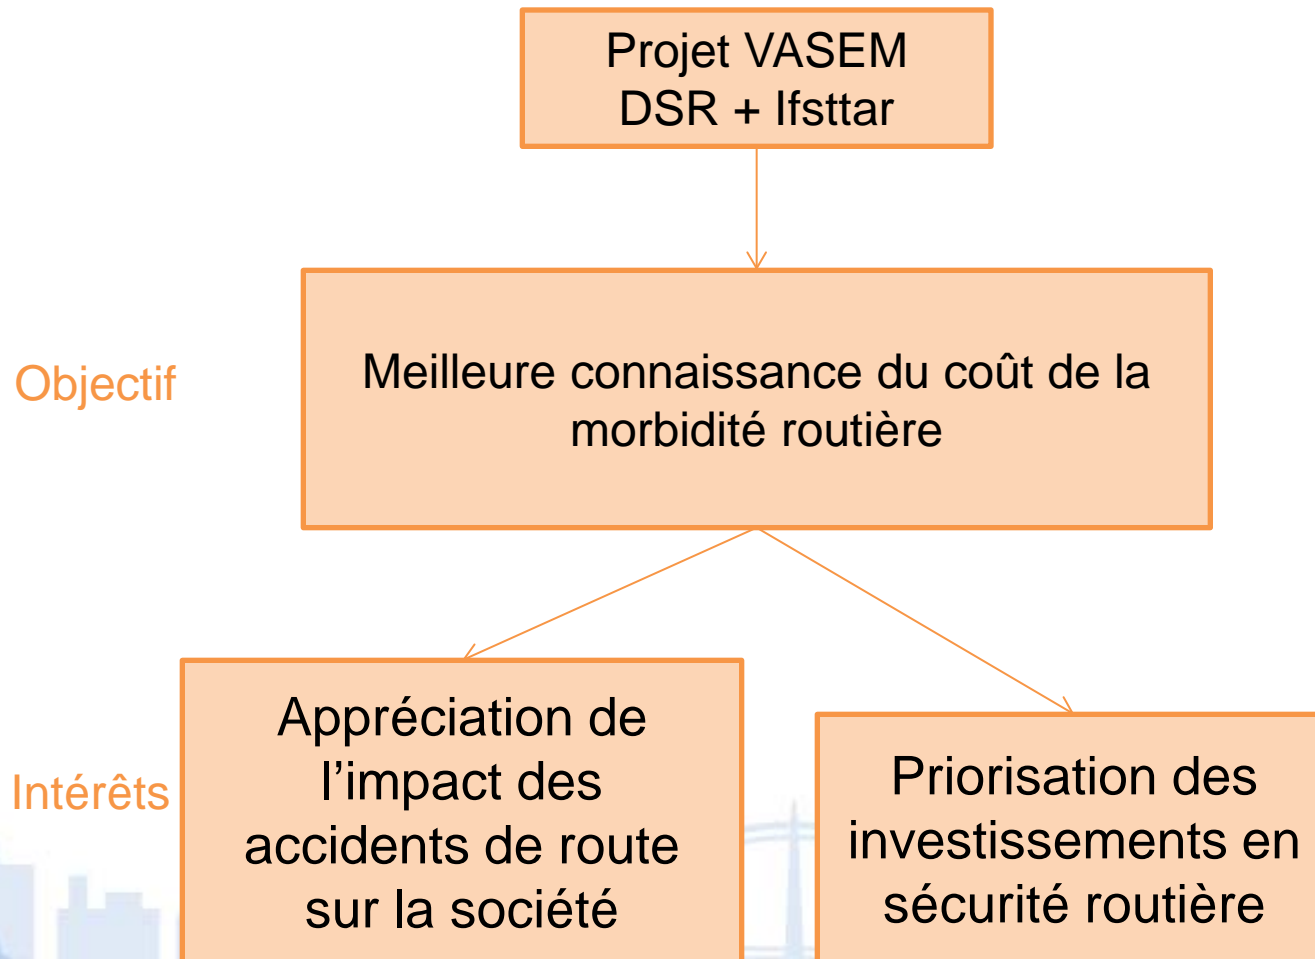 Projet VASEM
DSR + Ifsttar
Objectif
Meilleure connaissance du coût de la
morbidité routière
Intérêts
Appréciation de
l’impact des
accidents de route
sur la société
Priorisation des
investissements en
sécurité routière